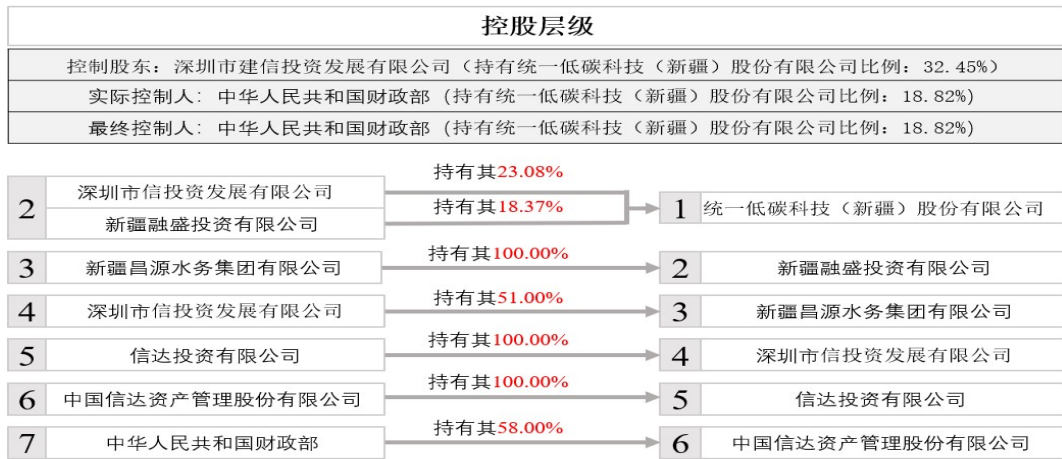 控股层级
控制股东：深圳市建信投资发展有限公司（持有统一低碳科技（新疆）股份有限公司比例：32.45%）
实际控制人：中华人民共和国财政部（持有统一低碳科技（新疆）股份有限公司比例：18.82%）
最终控制人：中华人民共和国财政部（持有统一低碳科技（新疆）股份有限公司比例：18.82%）
2 深圳市信投资发展有限公司 持有其23.08%
新疆融盛投资有限公司 持有其18.37% 1 统一低碳科技（新疆）股份有限公司
3 新疆昌源水务集团有限公司 持有其100.00% 2 新疆融盛投资有限公司
4 深圳市信投资发展有限公司 持有其51.00% 3 新疆昌源水务集团有限公司
5 信达投资有限公司 持有其100.00% 4 深圳市信投资发展有限公司
6 中国信达资产管理股份有限公司 持有其100.00% 5 信达投资有限公司
7 中华人民共和国财政部 持有其58.00% 6 中国信达资产管理股份有限公司